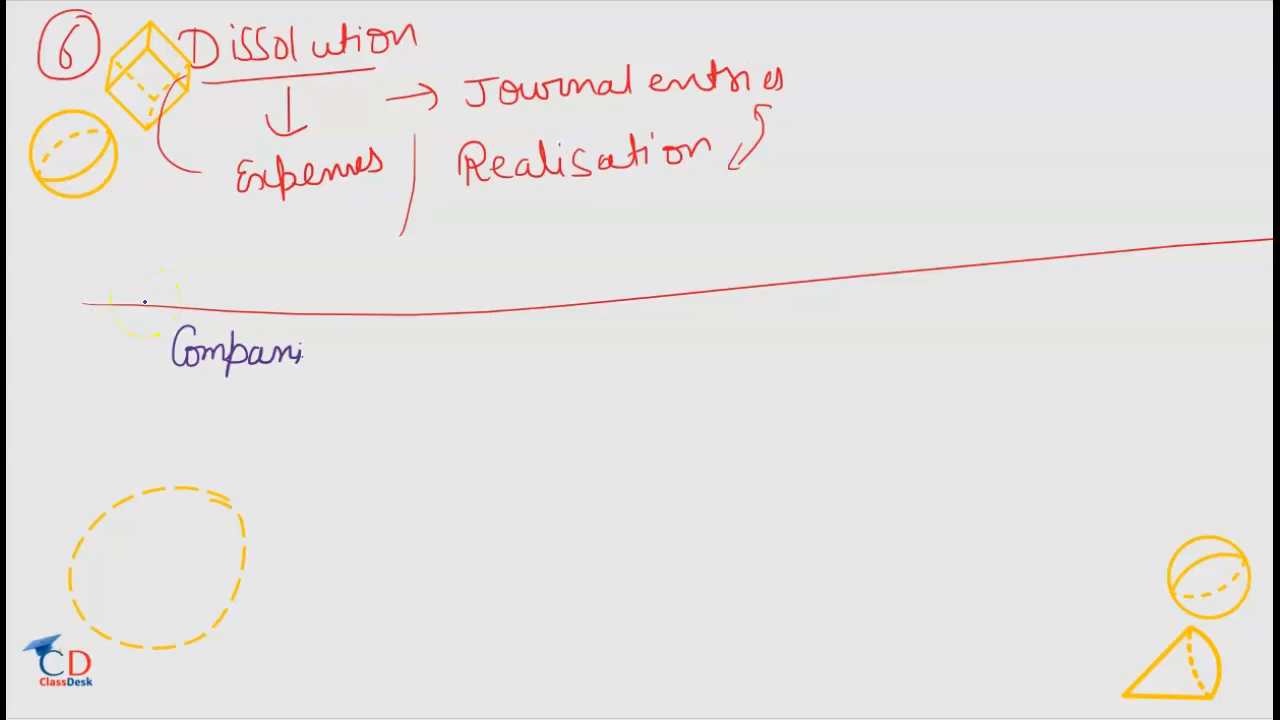 6 Dissolution
→ Journal entries
Expenses Realisation
Compani
CD
ClassDesk